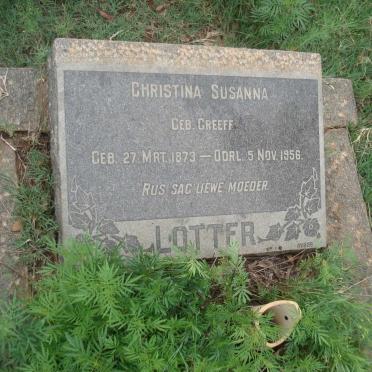 CHRISTINA SUSANNA
GEB. GREEFF.
GEB. 27. MRT. 1873 — OORL. 5 NOV. 1956.
RUS SAG LIEWE MOEDER.
LOTTER